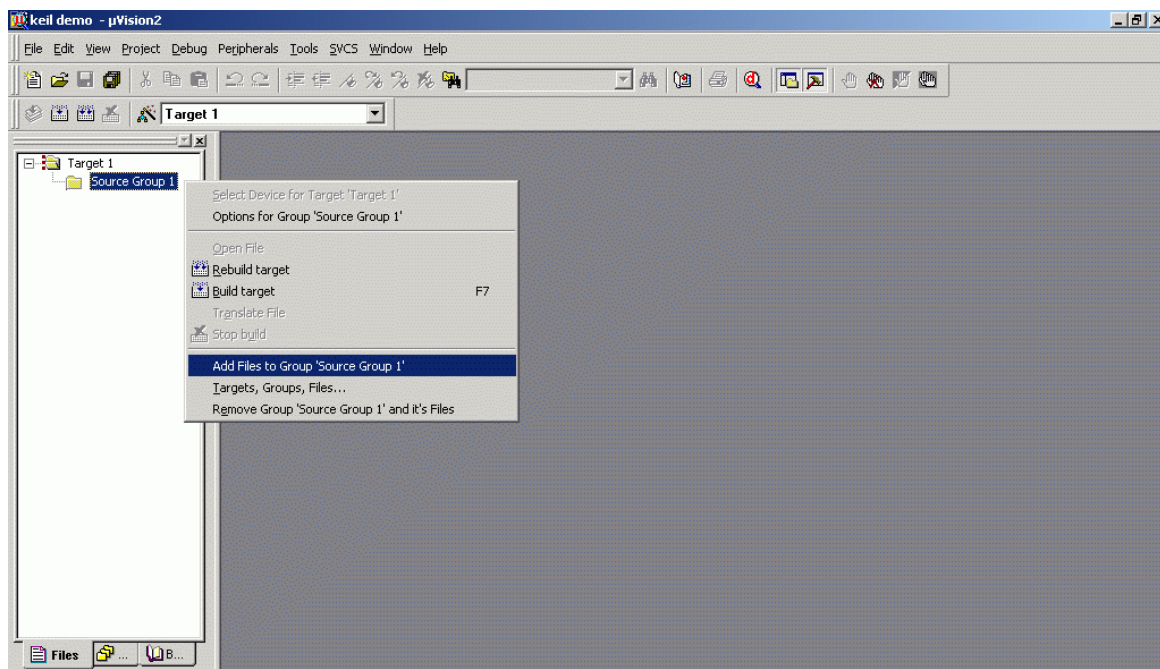 keil demo - µVision2
File Edit View Project Debug Peripherals Tools SVCS Window Help
Target 1
Target 1
Source Group 1
Select Device for Target 'Target 1'
Options for Group 'Source Group 1'
Open File
Rebuild target
Build target F7
Translate File
Stop build
Add Files to Group 'Source Group 1'
Targets, Groups, Files...
Remove Group 'Source Group 1' and it's Files
Files ... B...